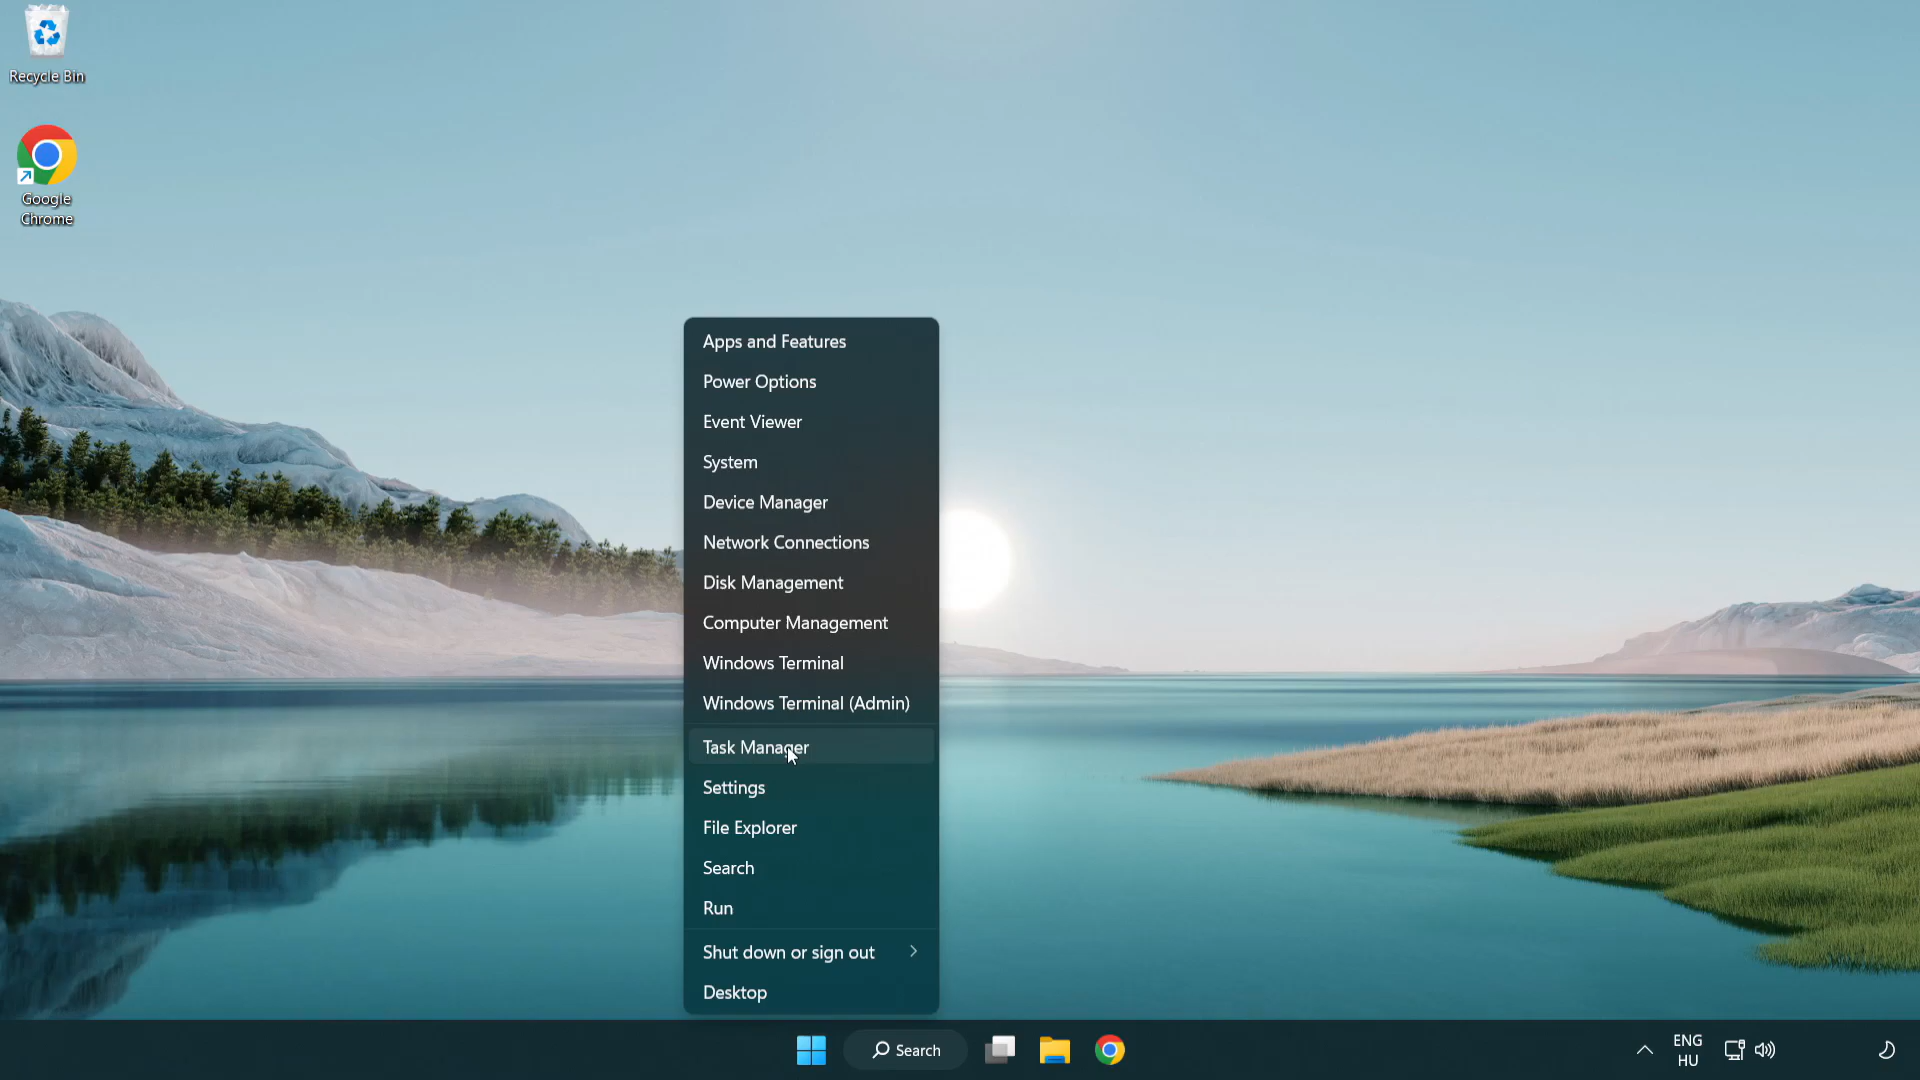 Recycle Bin
Google
Chrome
Apps and Features
Power Options
Event Viewer
System
Device Manager
Network Connections
Disk Management
Computer Management
Windows Terminal
Windows Terminal (Admin)
Task Manager
Settings
File Explorer
Search
Run
Shut down or sign out
Desktop
Search
ENG
HU